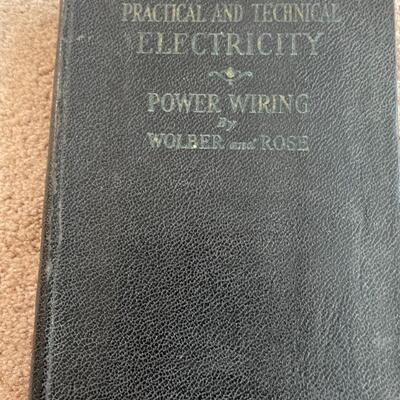 PRACTICAL AND TECHNICAL
ELECTRICITY
POWER WIRING
By
WOLBER and ROSE